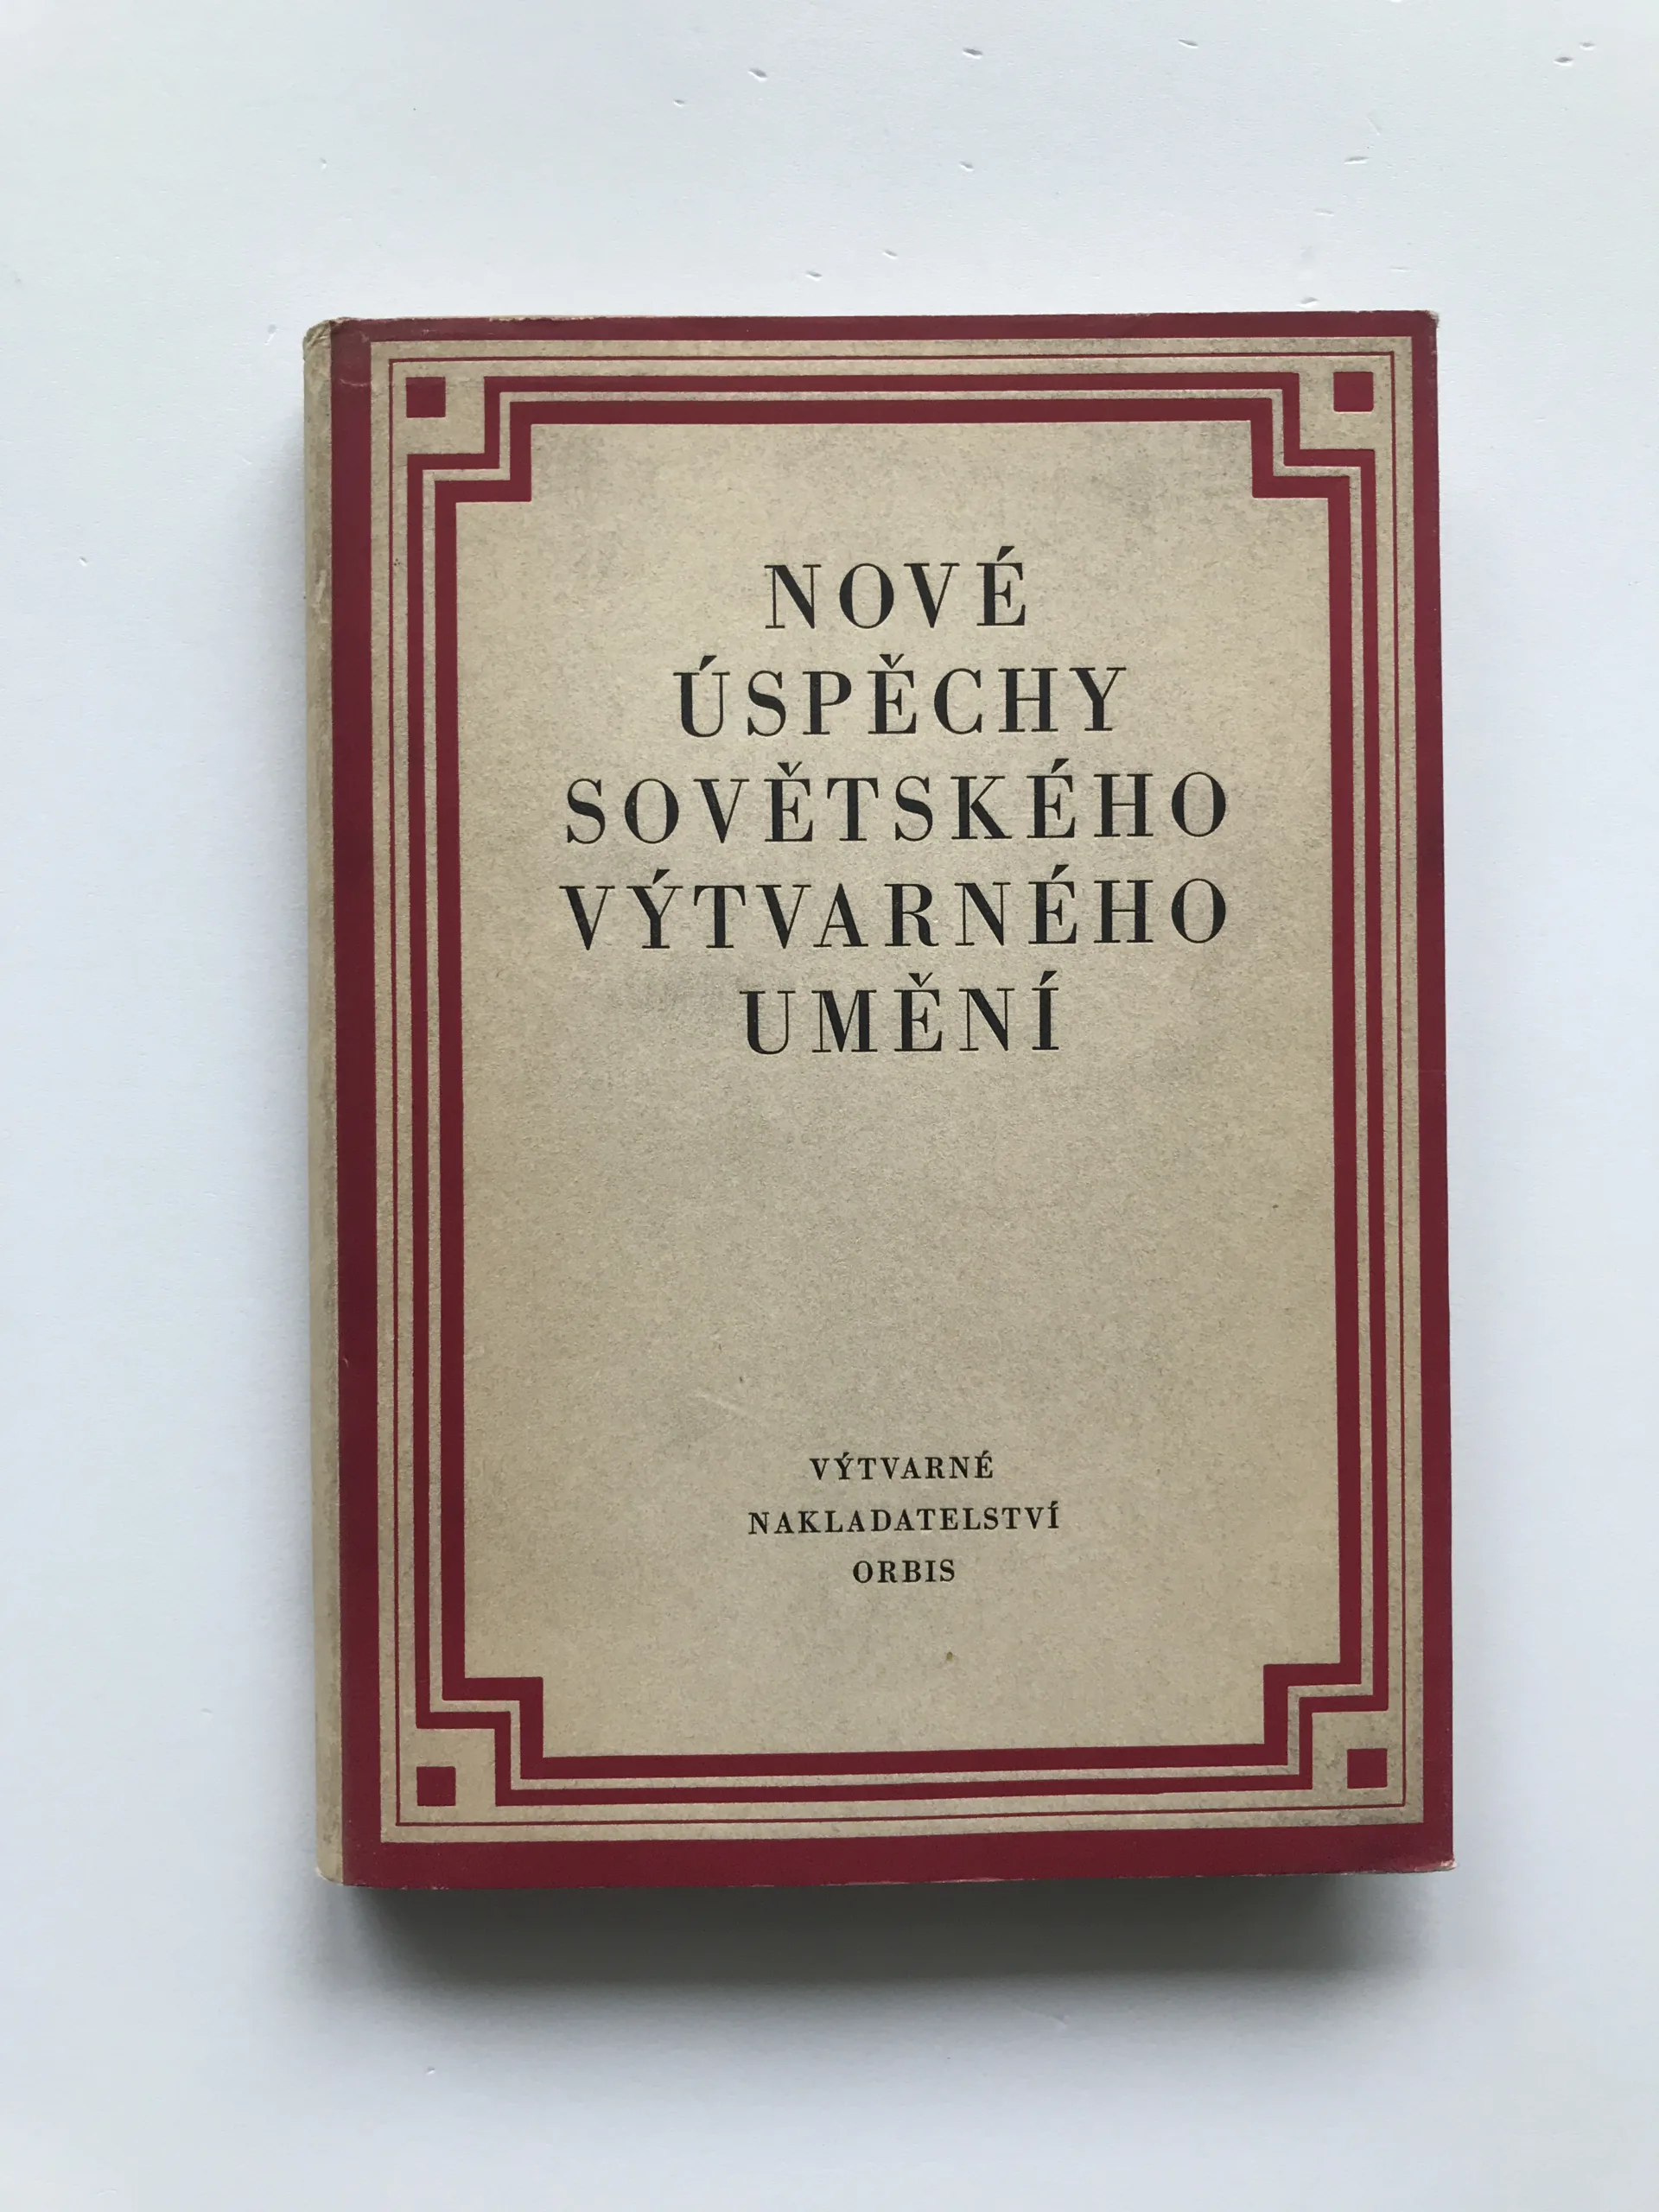 NOVÉ
ÚSPĚCHY
SOVĚTSKÉHO
VÝTVARNÉHO
UMĚNÍ
VÝTVARNÉ
NAKLADATELSTVÍ
ORBIS